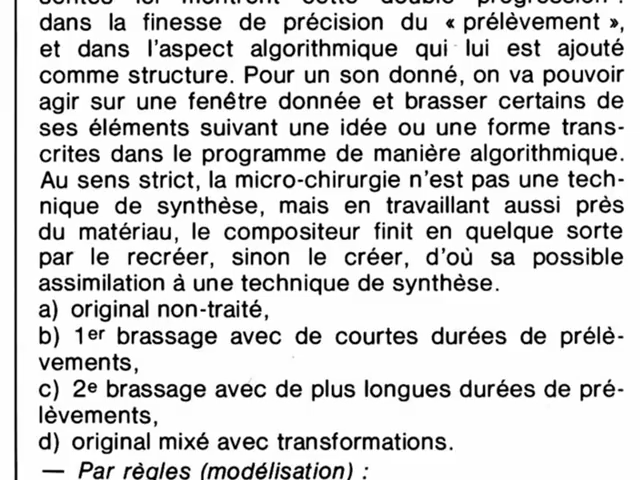 dans la finesse de précision du « prélèvement »,
et dans l'aspect algorithmique qui lui est ajouté
comme structure. Pour un son donné, on va pouvoir
agir sur une fenêtre donnée et brasser certains de
ses éléments suivant une idée ou une forme trans-
crites dans le programme de manière algorithmique.
Au sens strict, la micro-chirurgie n'est pas une tech-
nique de synthèse, mais en travaillant aussi près
du matériau, le compositeur finit en quelque sorte
par le recréer, sinon le créer, d'où sa possible
assimilation à une technique de synthèse.
a) original non-traité,
b) 1er brassage avec de courtes durées de prélè-
vements,
c) 2e brassage avec de plus longues durées de pré-
lèvements,
d) original mixé avec transformations.
— Par règles (modélisation) :